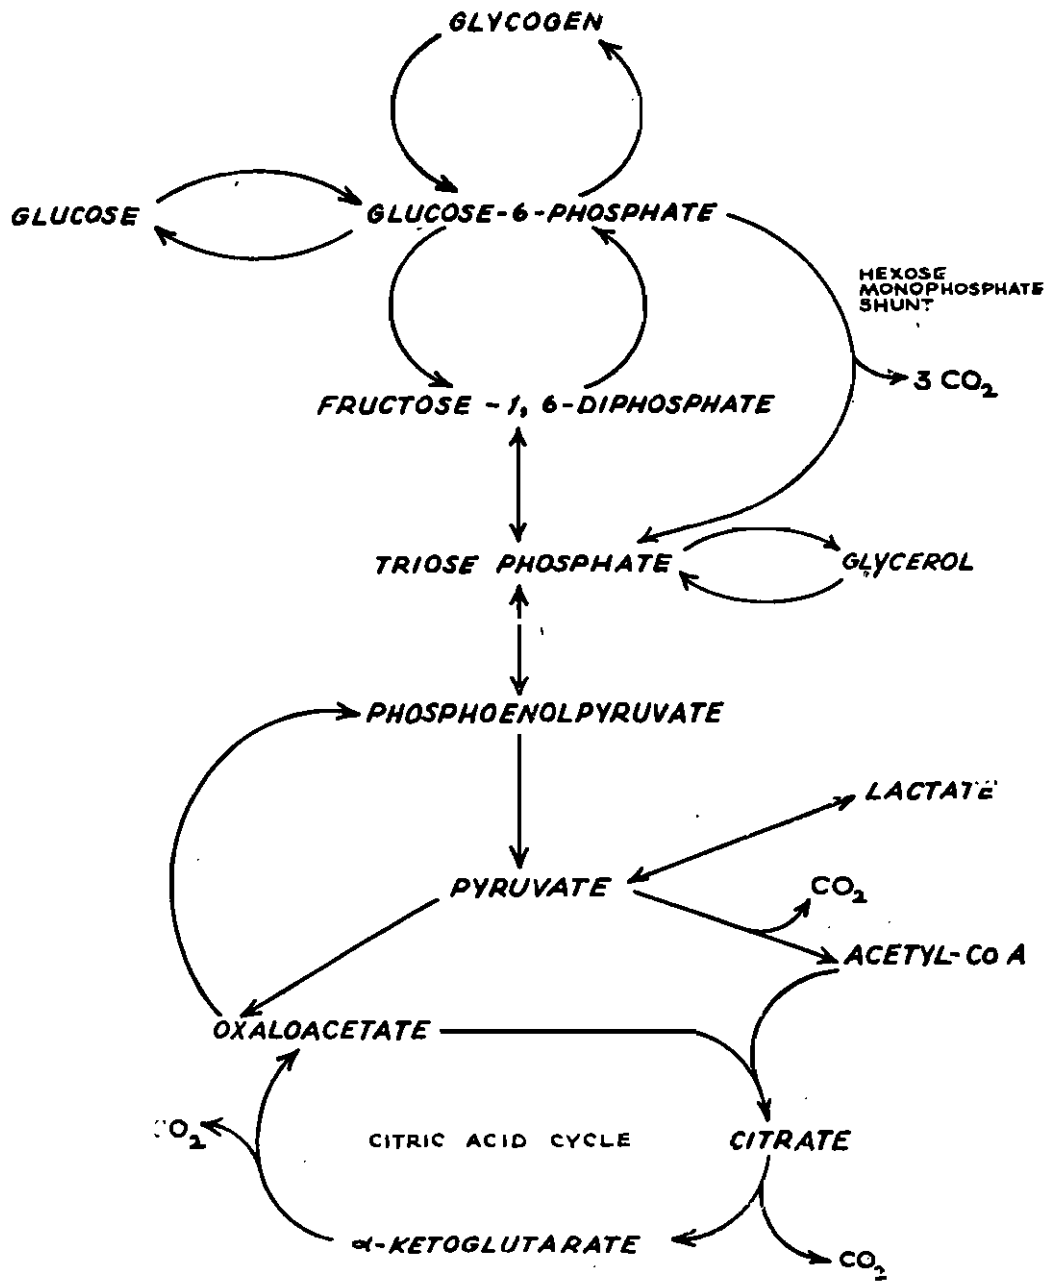 GLYCOGEN
GLUCOSE
GLUCOSE-6-PHOSPHATE
HEXOSE
MONOPHOSPHATE
SHUNT
3 CO₂
FRUCTOSE -1, 6-DIPHOSPHATE
TRIOSE PHOSPHATE
GLYCEROL
PHOSPHOENOLPYRUVATE
LACTATE
PYRUVATE
CO₂
ACETYL-CoA
OXALOACETATE
CO₂
CITRIC ACID CYCLE
CITRATE
α-KETOGLUTARATE
CO₂